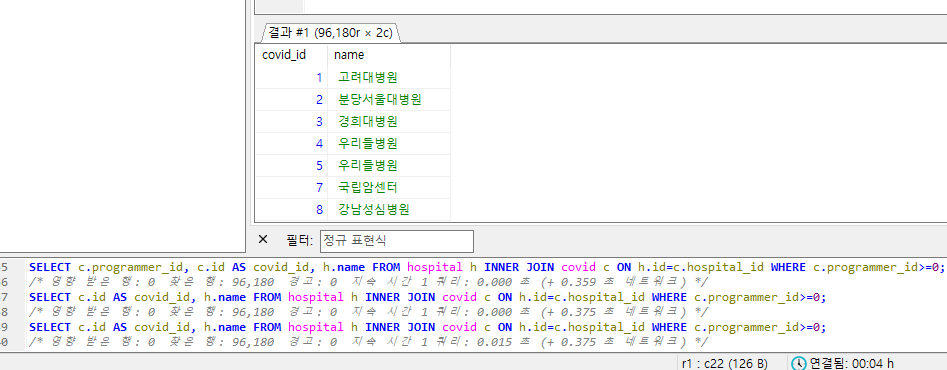 결과 #1 (96,180r × 2c)
covid_id name
1 고려대병원
2 분당서울대병원
3 경희대병원
4 우리들병원
5 우리들병원
7 국립암센터
8 강남성심병원
× 필터: 정규 표현식
35 SELECT c.programmer_id, c.id AS covid_id, h.name FROM hospital h INNER JOIN covid c ON h.id=c.hospital_id WHERE c.programmer_id>=0;
36 /* 영향 받은 행: 0 찾은 행: 96,180 경고: 0 지속 시간 1 쿼리: 0.000 초 (+ 0.359 초 네트워크) */
37 SELECT c.id AS covid_id, h.name FROM hospital h INNER JOIN covid c ON h.id=c.hospital_id WHERE c.programmer_id>=0;
38 /* 영향 받은 행: 0 찾은 행: 96,180 경고: 0 지속 시간 1 쿼리: 0.000 초 (+ 0.375 초 네트워크) */
39 SELECT c.id AS covid_id, h.name FROM hospital h INNER JOIN covid c ON h.id=c.hospital_id WHERE c.programmer_id>=0;
40 /* 영향 받은 행: 0 찾은 행: 96,180 경고: 0 지속 시간 1 쿼리: 0.015 초 (+ 0.375 초 네트워크) */
r1 : c22 (126 B) 연결됨: 00:04 h